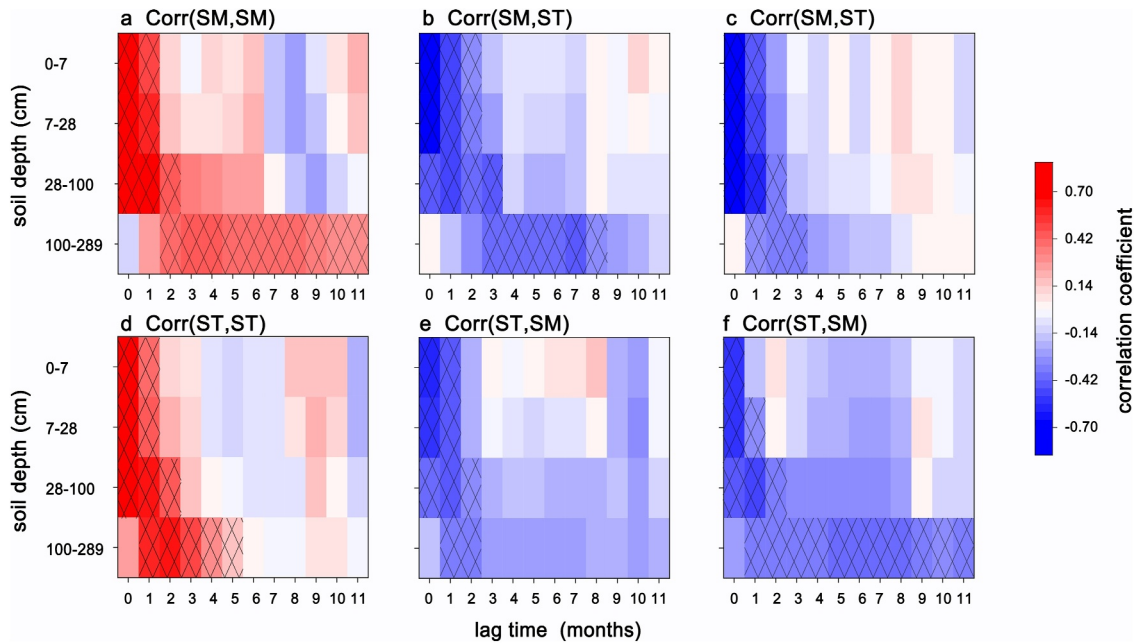 a Corr(SM,SM)
b Corr(SM,ST)
c Corr(SM,ST)
soil depth (cm)
0-7
7-28
28-100
100-289
0 1 2 3 4 5 6 7 8 9 10 11
0 1 2 3 4 5 6 7 8 9 10 11
0 1 2 3 4 5 6 7 8 9 10 11
d Corr(ST,ST)
e Corr(ST,SM)
f Corr(ST,SM)
soil depth (cm)
0-7
7-28
28-100
100-289
0 1 2 3 4 5 6 7 8 9 10 11
0 1 2 3 4 5 6 7 8 9 10 11
0 1 2 3 4 5 6 7 8 9 10 11
lag time (months)
0.70
0.42
0.14
-0.14
-0.42
-0.70
correlation coefficient